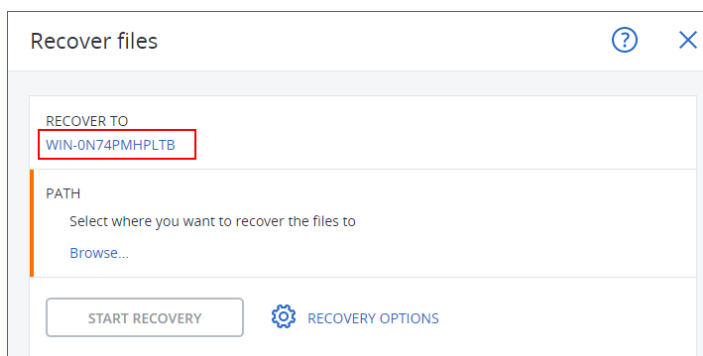 Recover files
RECOVER TO
WIN-0N74PMHPLTB
PATH
Select where you want to recover the files to
Browse...
START RECOVERY
RECOVERY OPTIONS